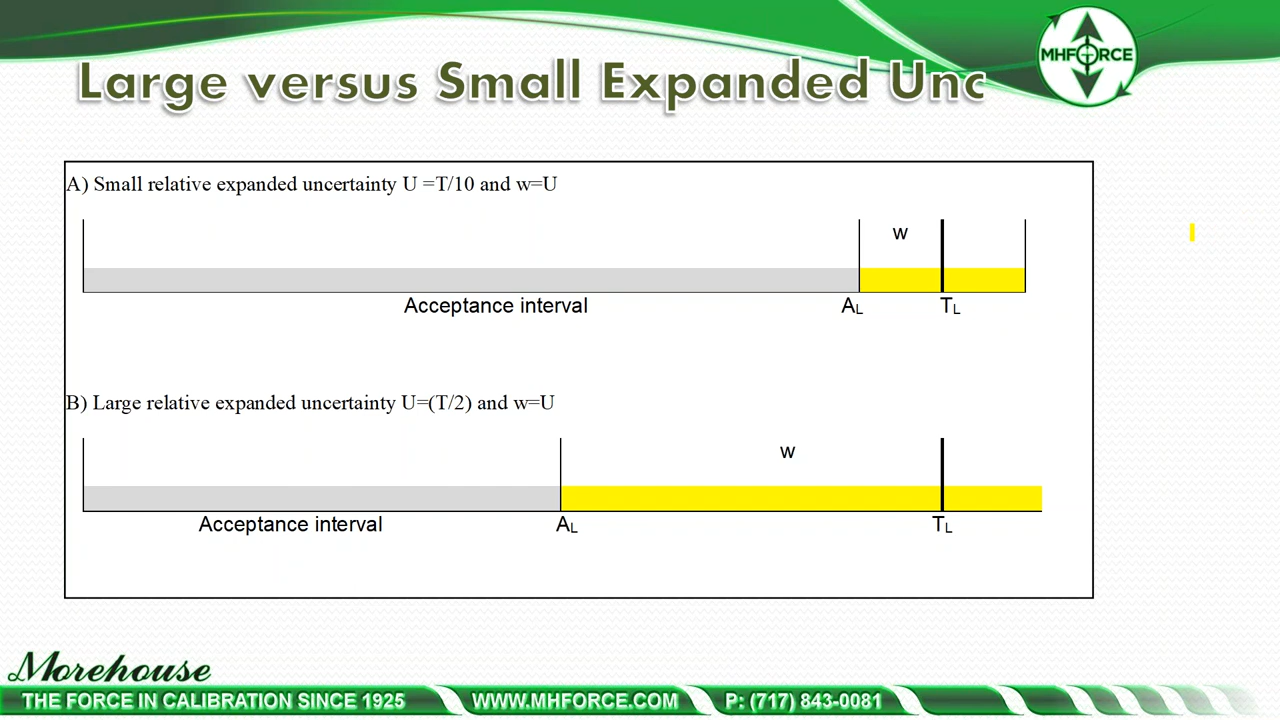 Large versus Small Expanded Unc
MHFORCE
A) Small relative expanded uncertainty U =T/10 and w=U
w
Acceptance interval AL TL
B) Large relative expanded uncertainty U=(T/2) and w=U
w
Acceptance interval AL TL
Morehouse
THE FORCE IN CALIBRATION SINCE 1925 WWW.MHFORCE.COM P: (717) 843-0081